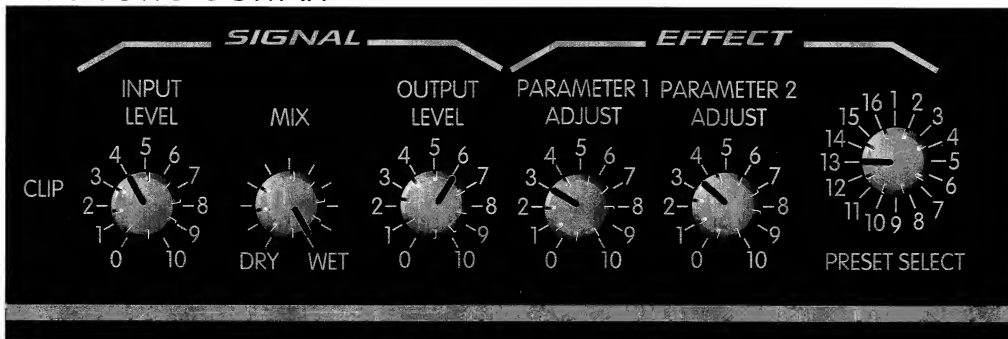 SIGNAL EFFECT
INPUT LEVEL
MIX
OUTPUT LEVEL
PARAMETER 1 ADJUST
PARAMETER 2 ADJUST
CLIP
0 1 2 3 4 5 6 7 8 9 10
DRY WET
0 1 2 3 4 5 6 7 8 9 10
0 1 2 3 4 5 6 7 8 9 10
0 1 2 3 4 5 6 7 8 9 10
1 2 3 4 5 6 7 8 9 10 11 12 13 14 15 16
PRESET SELECT